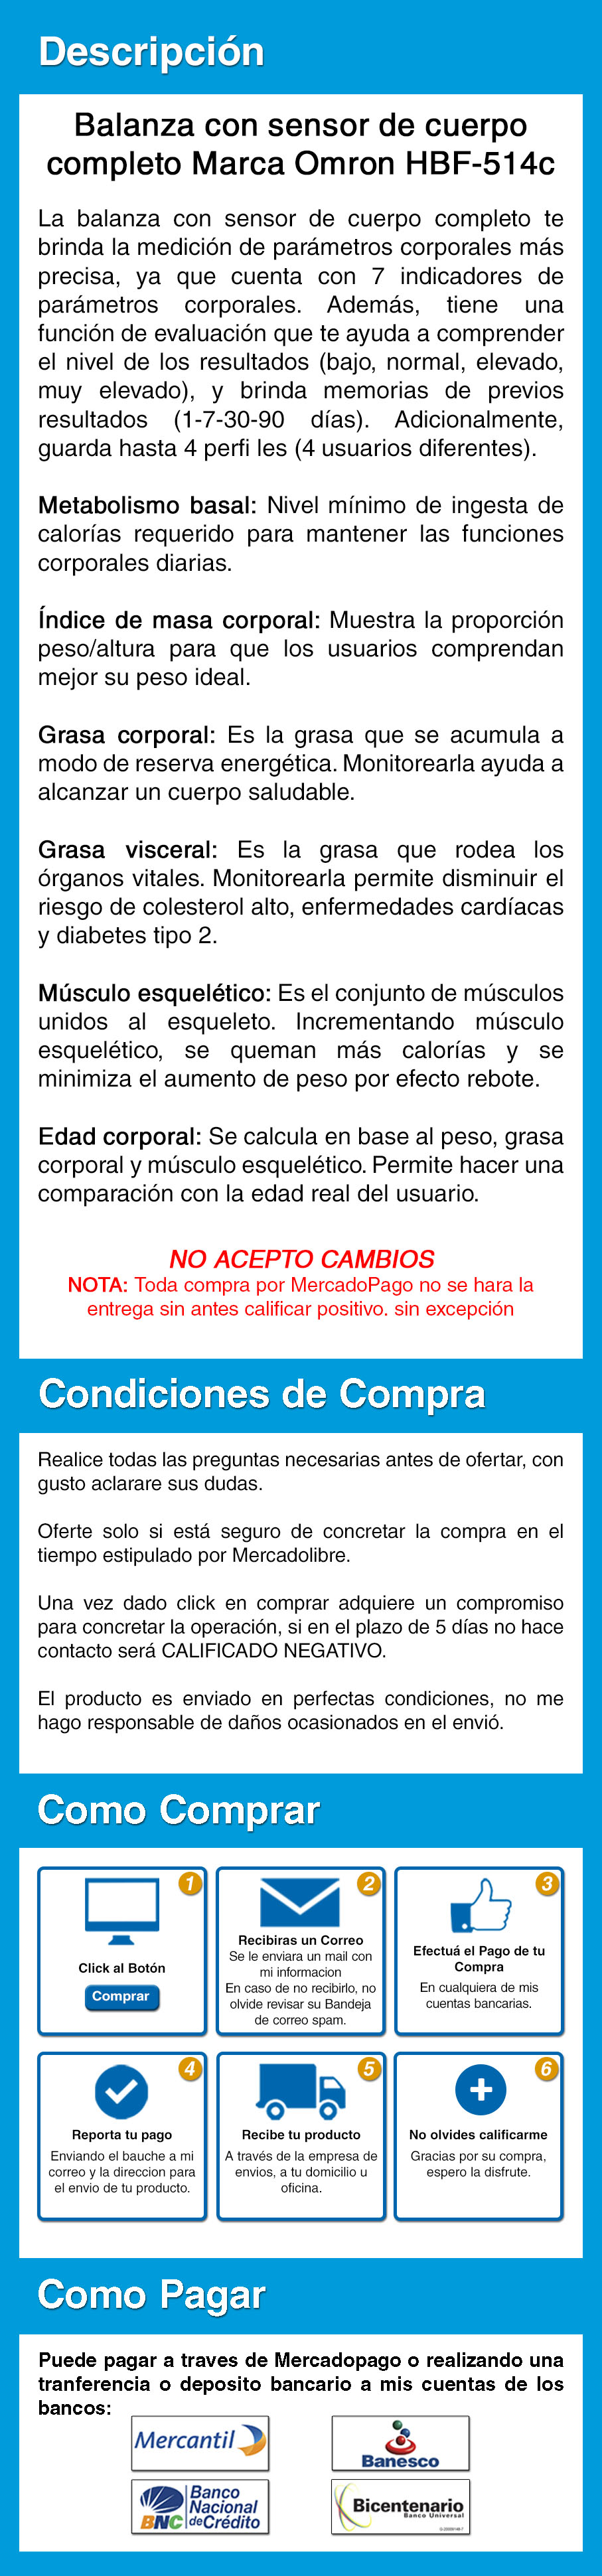 Descripción
Balanza con sensor de cuerpo
completo Marca Omron HBF-514c
La balanza con sensor de cuerpo completo te
brinda la medición de parámetros corporales más
precisa, ya que cuenta con 7 indicadores de
parámetros corporales. Además, tiene una
función de evaluación que te ayuda a comprender
el nivel de los resultados (bajo, normal, elevado,
muy elevado), y brinda memorias de previos
resultados (1-7-30-90 días). Adicionalmente,
guarda hasta 4 perfi les (4 usuarios diferentes).
Metabolismo basal: Nivel mínimo de ingesta de
calorías requerido para mantener las funciones
corporales diarias.
Índice de masa corporal: Muestra la proporción
peso/altura para que los usuarios comprendan
mejor su peso ideal.
Grasa corporal: Es la grasa que se acumula a
modo de reserva energética. Monitorearla ayuda a
alcanzar un cuerpo saludable.
Grasa visceral: Es la grasa que rodea los
órganos vitales. Monitorearla permite disminuir el
riesgo de colesterol alto, enfermedades cardíacas
y diabetes tipo 2.
Músculo esquelético: Es el conjunto de músculos
unidos al esqueleto. Incrementando músculo
esquelético, se queman más calorías y se
minimiza el aumento de peso por efecto rebote.
Edad corporal: Se calcula en base al peso, grasa
corporal y músculo esquelético. Permite hacer una
comparación con la edad real del usuario.
NO ACEPTO CAMBIOS
NOTA: Toda compra por MercadoPago no se hara la
entrega sin antes calificar positivo. sin excepción
Condiciones de Compra
Realice todas las preguntas necesarias antes de ofertar, con
gusto aclarare sus dudas.
Oferte solo si está seguro de concretar la compra en el
tiempo estipulado por Mercadolibre.
Una vez dado click en comprar adquiere un compromiso
para concretar la operación, si en el plazo de 5 días no hace
contacto será CALIFICADO NEGATIVO.
El producto es enviado en perfectas condiciones, no me
hago responsable de daños ocasionados en el envió.
Como Comprar
1
Click al Botón
Comprar
2
Recibiras un Correo
Se le enviara un mail con
mi informacion
En caso de no recibirlo, no
olvide revisar su Bandeja
de correo spam.
3
Efectuá el Pago de tu
Compra
En cualquiera de mis
cuentas bancarias.
4
Reporta tu pago
Enviando el bauche a mi
correo y la direccion para
el envio de tu producto.
5
Recibe tu producto
A través de la empresa de
envios, a tu domicilio u
oficina.
6
No olvides calificarme
Gracias por su compra,
espero la disfrute.
Como Pagar
Puede pagar a traves de Mercadopago o realizando una
tranferencia o deposito bancario a mis cuentas de los
bancos:
Mercantil
Banesco
BNC
Banco
Nacional
deCrédito
Bicentenario
Banco Universal